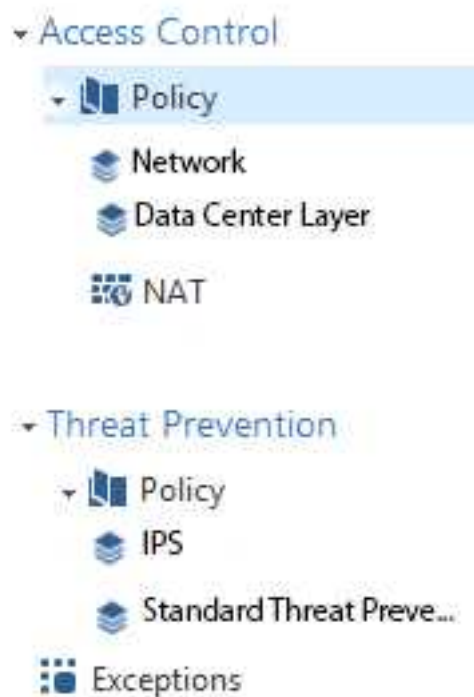 Access Control
Policy
Network
Data Center Layer
NAT
Threat Prevention
Policy
IPS
Standard Threat Preve...
Exceptions